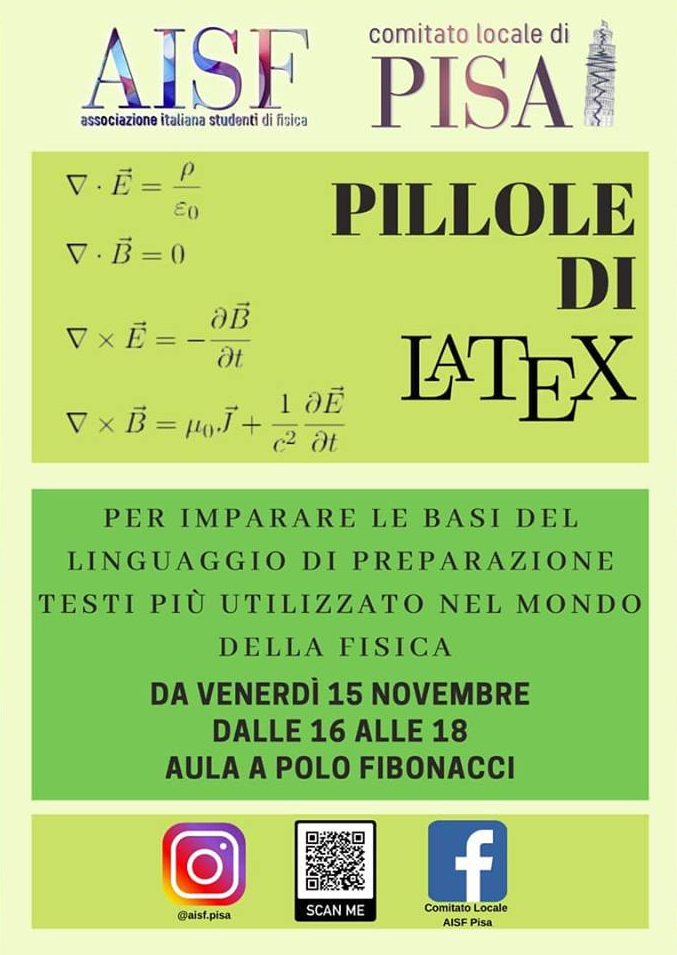 AISF
associazione italiana studenti di fisica
comitato locale di
PISA
∇ · E⃗ = ρ/ε₀
∇ · B⃗ = 0
∇ × E⃗ = −∂B⃗/∂t
∇ × B⃗ = μ₀J⃗ + 1/c² ∂E⃗/∂t
PILLOLE
DI
LATEX
PER IMPARARE LE BASI DEL
LINGUAGGIO DI PREPARAZIONE
TESTI PIÙ UTILIZZATO NEL MONDO
DELLA FISICA
DA VENERDÌ 15 NOVEMBRE
DALLE 16 ALLE 18
AULA A POLO FIBONACCI
@aisf.pisa
SCAN ME
Comitato Locale
AISF Pisa